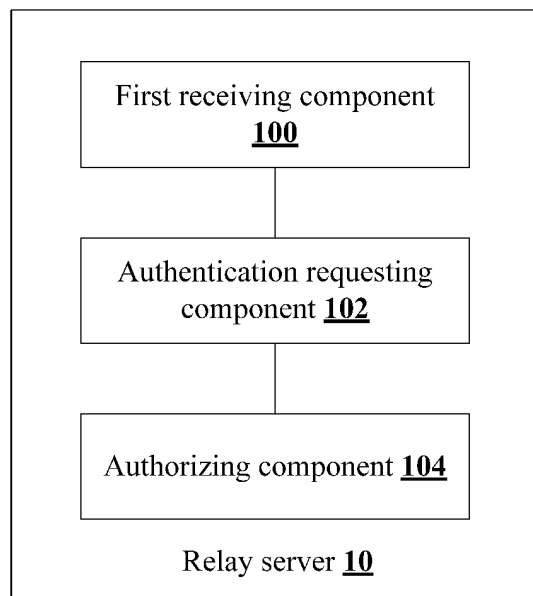 First receiving component
100
Authentication requesting
component 102
Authorizing component 104
Relay server 10